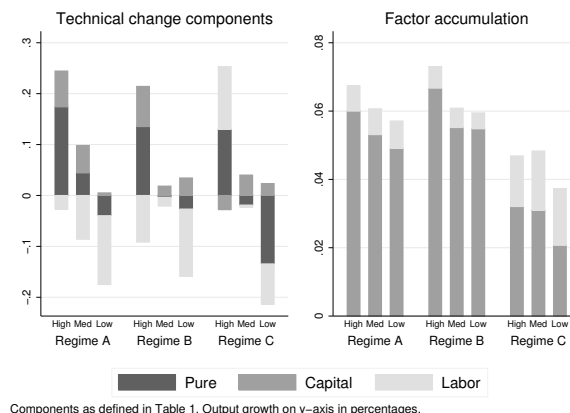 Technical change components
Factor accumulation
.3
.2
.1
0
-.1
-.2
High Med Low
High Med Low
High Med Low
Regime A
Regime B
Regime C
.08
.06
.04
.02
0
High Med Low
High Med Low
High Med Low
Regime A
Regime B
Regime C
Pure
Capital
Labor
Components as defined in Table 1. Output growth on y-axis in percentages.